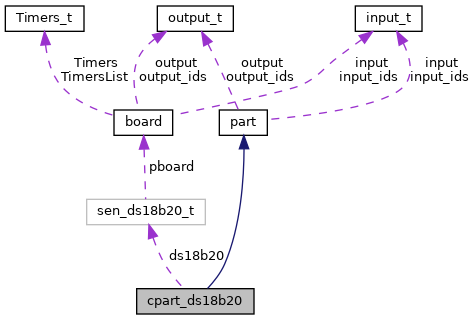 Timers_t
output_t
input_t
Timers
TimersList
output
output_ids
output
output_ids
input
input_ids
input
input_ids
board
part
pboard
sen_ds18b20_t
ds18b20
cpart_ds18b20